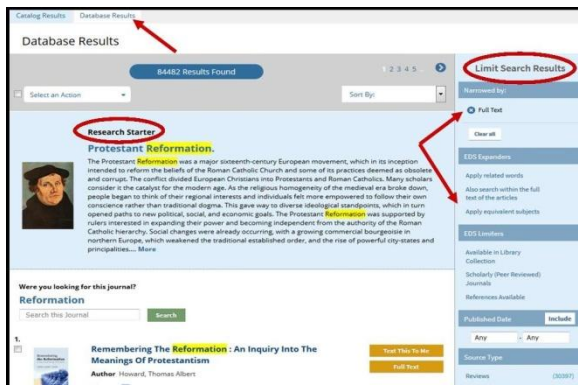 Catalog Results Database Results
Database Results
84482 Results Found
1 2 3 4 5
Select an Action
Sort By:
Research Starter
Protestant Reformation.
The Protestant Reformation was a major sixteenth-century European movement, which in its inception
intended to reform the beliefs of the Roman Catholic Church and some of its practices deemed as obsolete
and corrupt. The conflict divided European Christians into Protestants and Roman Catholics. Many scholars
consider it the catalyst for the modern age. As the religious homogeneity of the medieval era broke down,
people began to think of their regional interests and individuals felt more empowered to follow their own
conscience rather than traditional dogma. This gave way to diverse ideological standpoints, which in turn
opened paths to new political, social, and economic goals. The Protestant Reformation was supported by
rulers interested in expanding their power and becoming independent from the authority of the Roman
Catholic hierarchy. Social changes were already occurring, with a growing commercial bourgeoisie in
northern Europe, which weakened the traditional established order, and the rise of powerful city-states and
principalities.... More
Were you looking for this journal?
Reformation
Search this Journal
Search
1.
Remembering The Reformation : An Inquiry Into The
Meanings Of Protestantism
Author Howard, Thomas Albert
Text This To Me
Full Text
Limit Search Results
Narrowed by:
Full Text
Clear all
EDS Expanders
Apply related words
Also search within the full
text of the articles
Apply equivalent subjects
EDS Limiters
Available in Library
Collection
Scholarly (Peer Reviewed)
Journals
References Available
Published Date Include
Any - Any
Source Type
Reviews